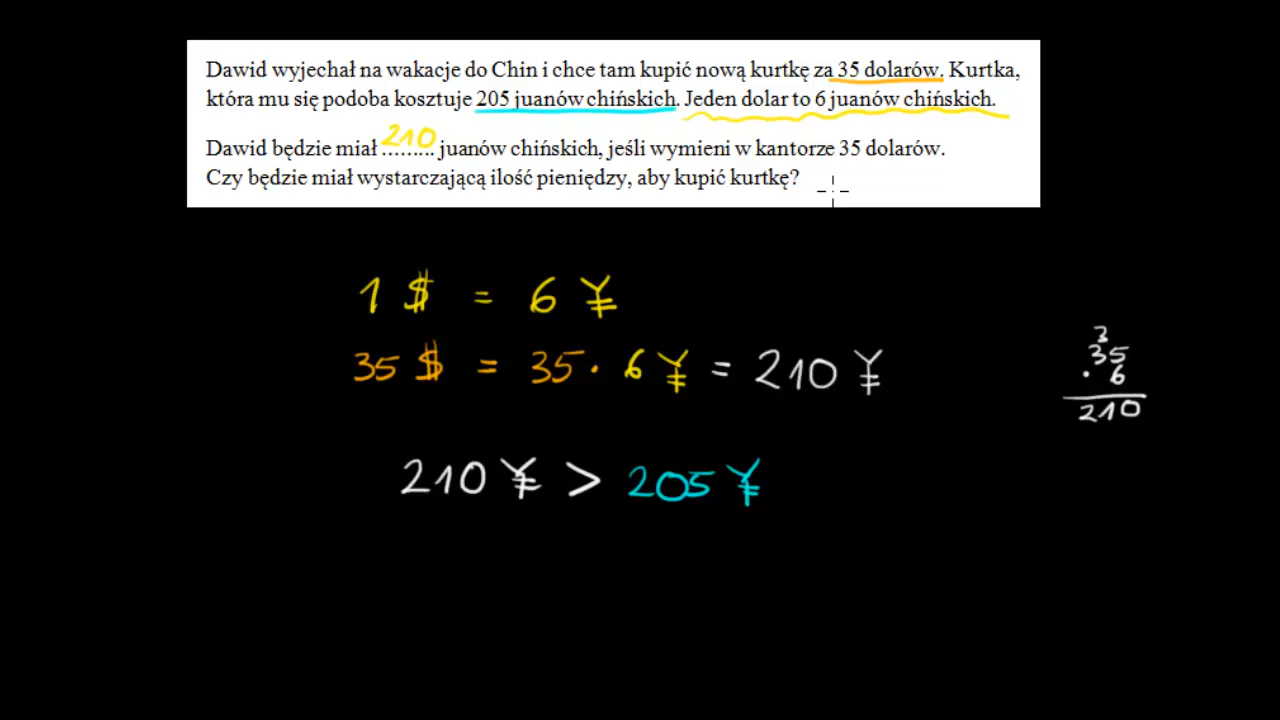 Dawid wyjechał na wakacje do Chin i chce tam kupić nową kurtkę za 35 dolarów. Kurtka,
która mu się podoba kosztuje 205 juanów chińskich. Jeden dolar to 6 juanów chińskich.
Dawid będzie miał ...210... juanów chińskich, jeśli wymieni w kantorze 35 dolarów.
Czy będzie miał wystarczającą ilość pieniędzy, aby kupić kurtkę?
1 $ = 6 ¥
35 $ = 35 · 6 ¥ = 210 ¥
210 ¥ > 205 ¥
3
35
· 6
210